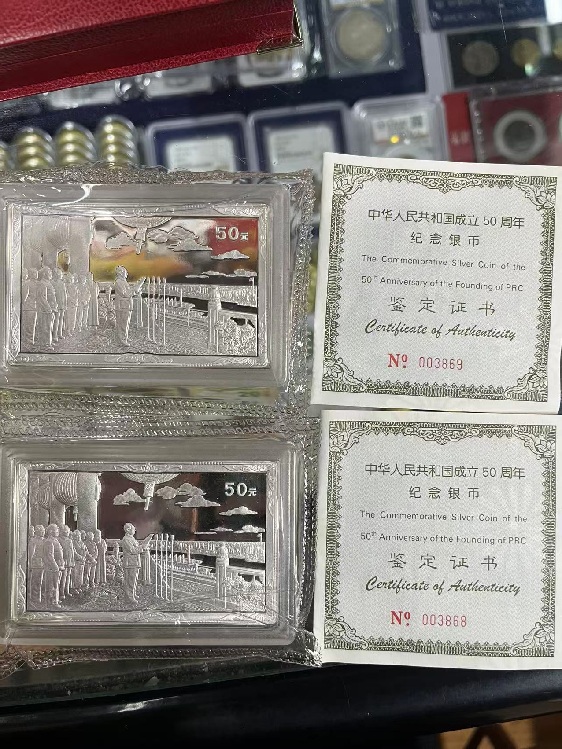 50元
中华人民共和国成立50周年
纪念银币
The Commemorative Silver Coin of the
50th Anniversary of the Founding of PRC
鉴定证书
Certificate of Authenticity
Nº 003869
50元
中华人民共和国成立50周年
纪念银币
The Commemorative Silver Coin of the
50th Anniversary of the Founding of PRC
鉴定证书
Certificate of Authenticity
Nº 003868